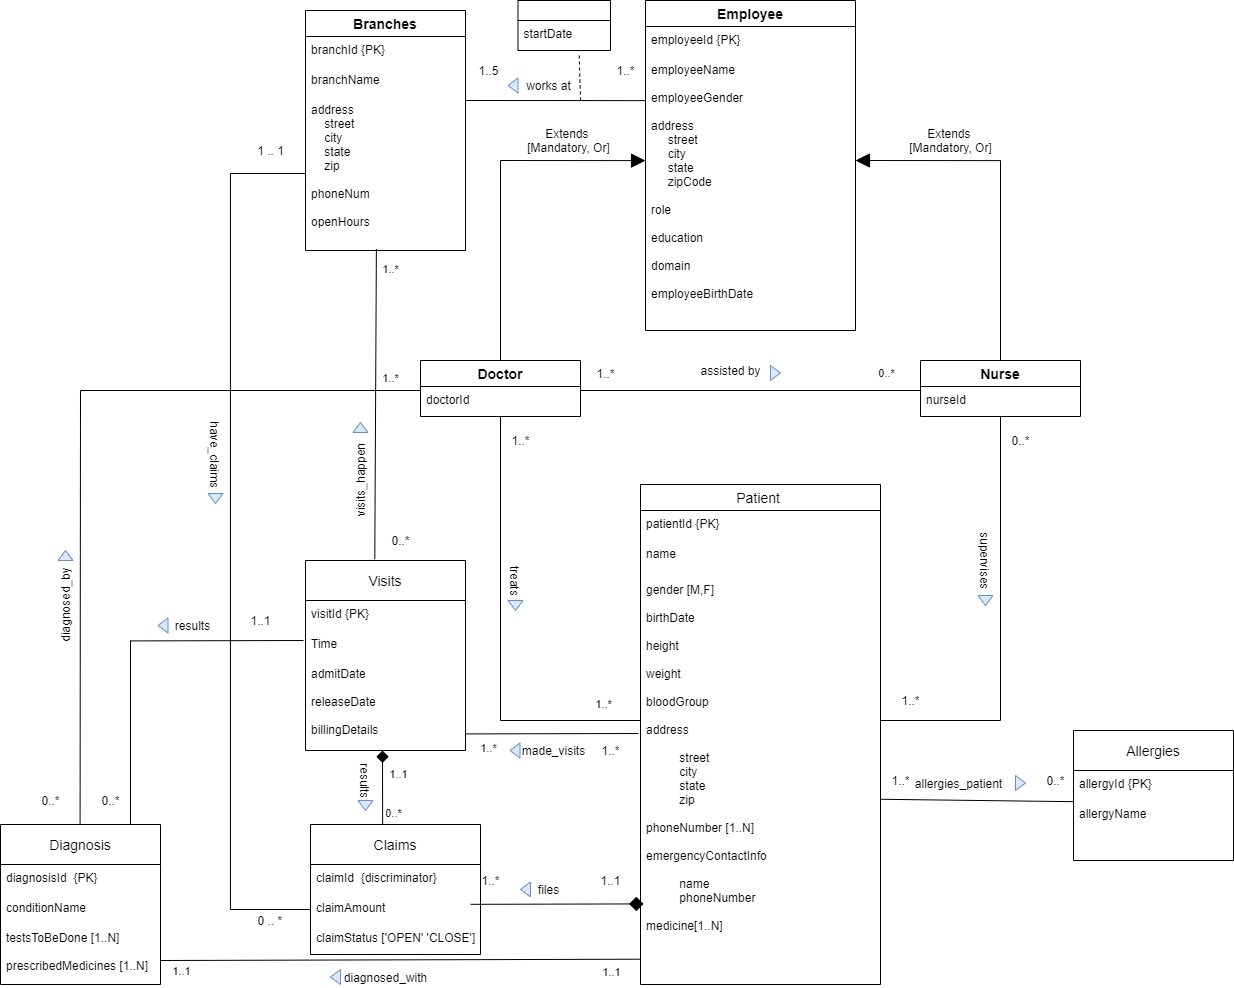 Branches
branchId {PK}
branchName
address
street
city
state
zip
phoneNum
openHours
startDate
1..5
works at
1..*
Employee
employeeId {PK}
employeeName
employeeGender
address
street
city
state
zipCode
role
education
domain
employeeBirthDate
Extends
[Mandatory, Or]
Extends
[Mandatory, Or]
1 .. 1
1..*
1..*
Doctor
doctorId
1..*
assisted by
0..*
Nurse
nurseId
have_claims
visits_happen
1..*
0..*
0..*
diagnosed_by
treats
supervises
Visits
visitId {PK}
Time
admitDate
releaseDate
billingDetails
results
1..1
Patient
patientId {PK}
name
gender [M,F]
birthDate
height
weight
bloodGroup
address
street
city
state
zip
phoneNumber [1..N]
emergencyContactInfo
name
phoneNumber
medicine[1..N]
1..*
1..*
1..*
made_visits
1..*
results
1..1
0..*
1..*
allergies_patient
0..*
Allergies
allergyId {PK}
allergyName
0..*
0..*
Diagnosis
diagnosisId  {PK}
conditionName
testsToBeDone [1..N]
prescribedMedicines [1..N]
Claims
claimId  {discriminator}
claimAmount
claimStatus ['OPEN' 'CLOSE']
1..*
files
1..1
0 .. *
1..1
diagnosed_with
1..1